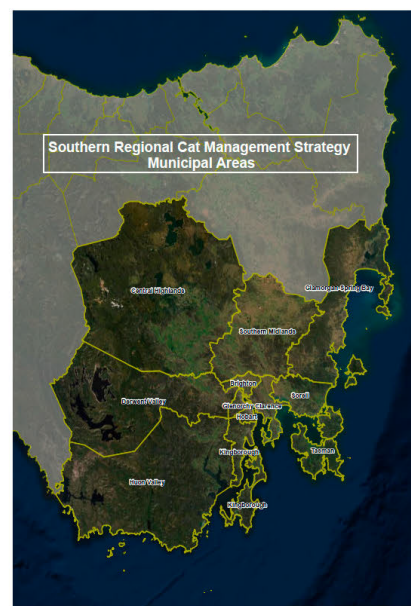 Southern Regional Cat Management Strategy
Municipal Areas
Central Highlands
Glamorgan-Spring Bay
Southern Midlands
Brighton
Sorell
Derwent Valley
Glenorchy Clarence
Hobart
Kingborough
Tasman
Huon Valley
Kingborough